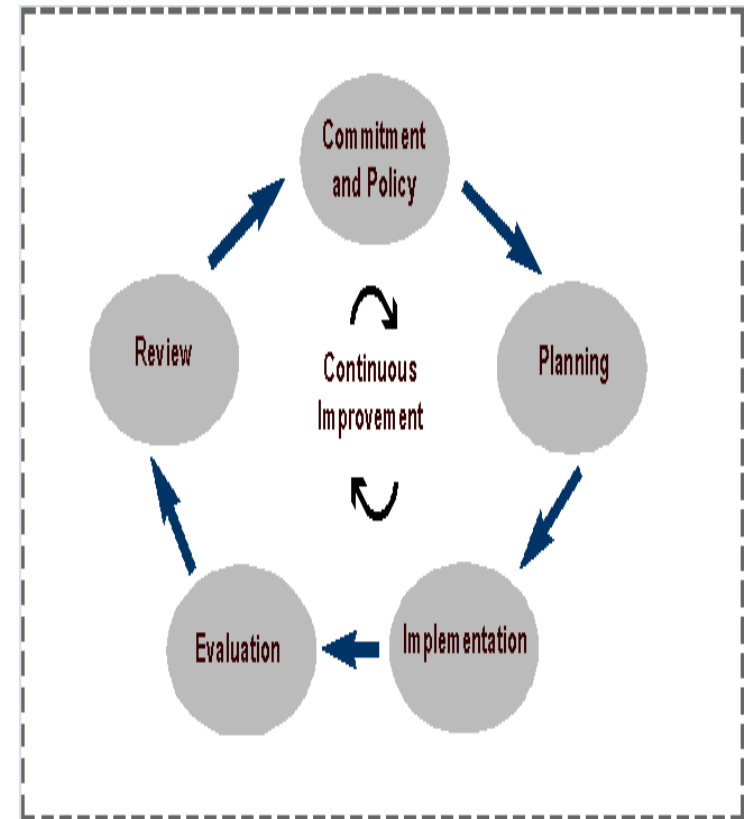 Commitment
and Policy
Planning
Implementation
Evaluation
Review
Continuous
Improvement